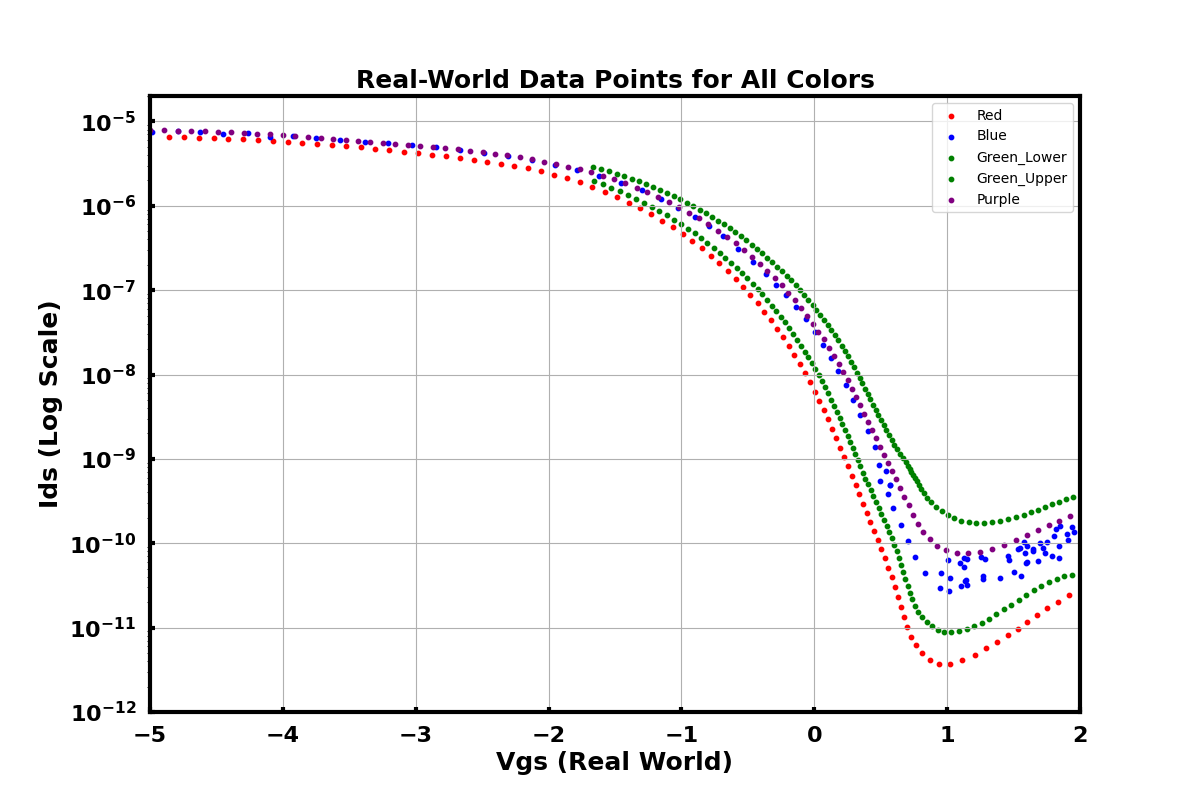 Real-World Data Points for All Colors
Red
Blue
Green_Lower
Green_Upper
Purple
Ids (Log Scale)
10⁻⁵
10⁻⁶
10⁻⁷
10⁻⁸
10⁻⁹
10⁻¹⁰
10⁻¹¹
10⁻¹²
−5 −4 −3 −2 −1 0 1 2
Vgs (Real World)